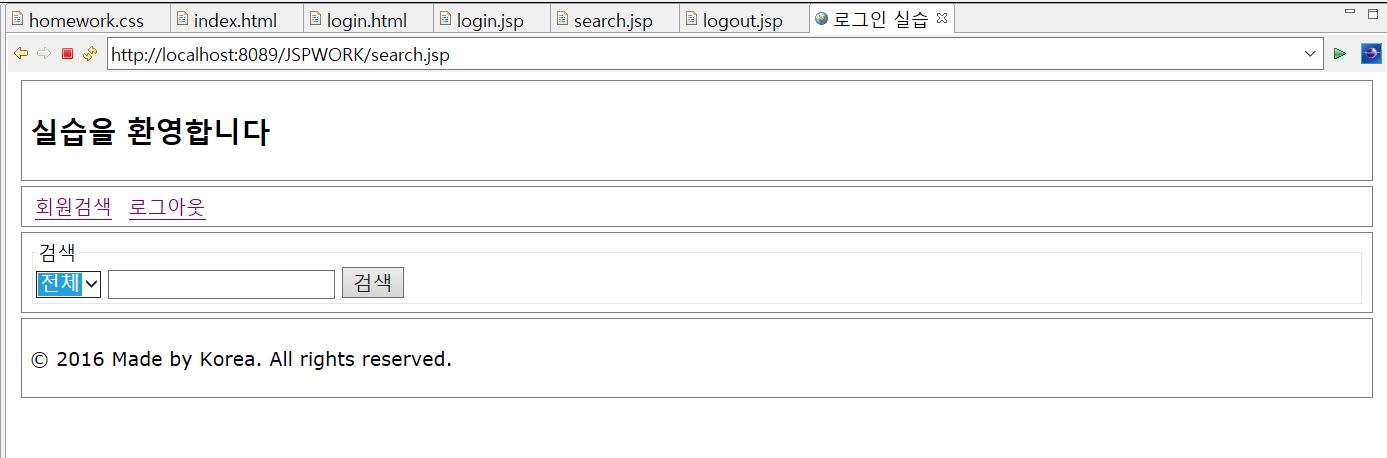 homework.css index.html login.html login.jsp search.jsp logout.jsp 로그인 실습
http://localhost:8089/JSPWORK/search.jsp
실습을 환영합니다
회원검색 로그아웃
검색
전체 검색
© 2016 Made by Korea. All rights reserved.